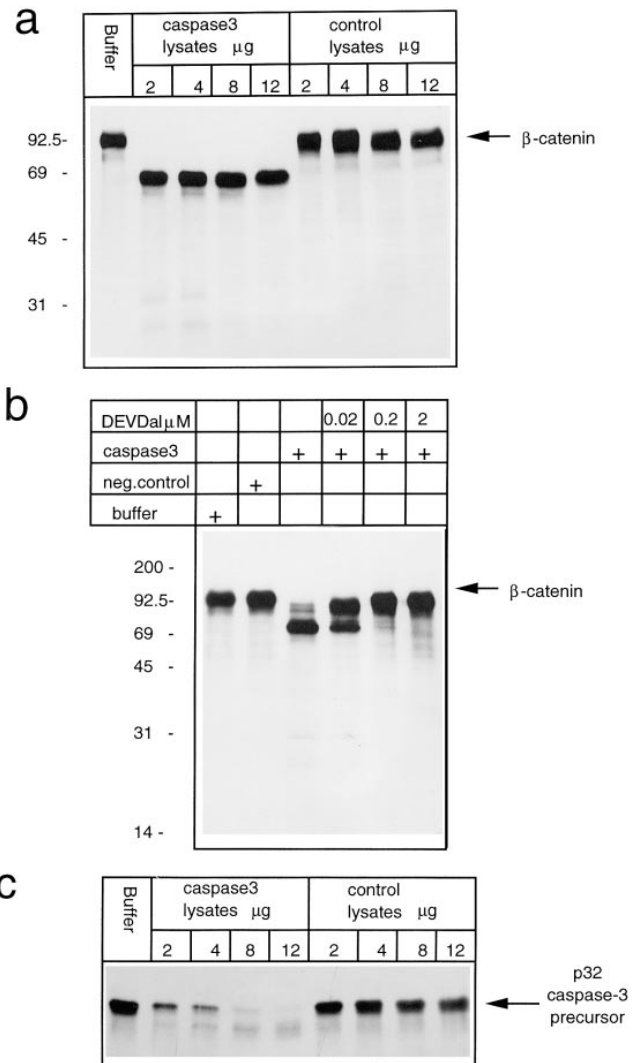 a
Buffer
caspase3
lysates μg
control
lysates μg
2 4 8 12 2 4 8 12
92.5-
69 -
45 -
31 -
β-catenin
b
DEVDalμM 0.02 0.2 2
caspase3 + + + +
neg.control +
buffer +
200 -
92.5-
69 -
45 -
31 -
14 -
β-catenin
c
Buffer
caspase3
lysates μg
control
lysates μg
2 4 8 12 2 4 8 12
p32
caspase-3
precursor